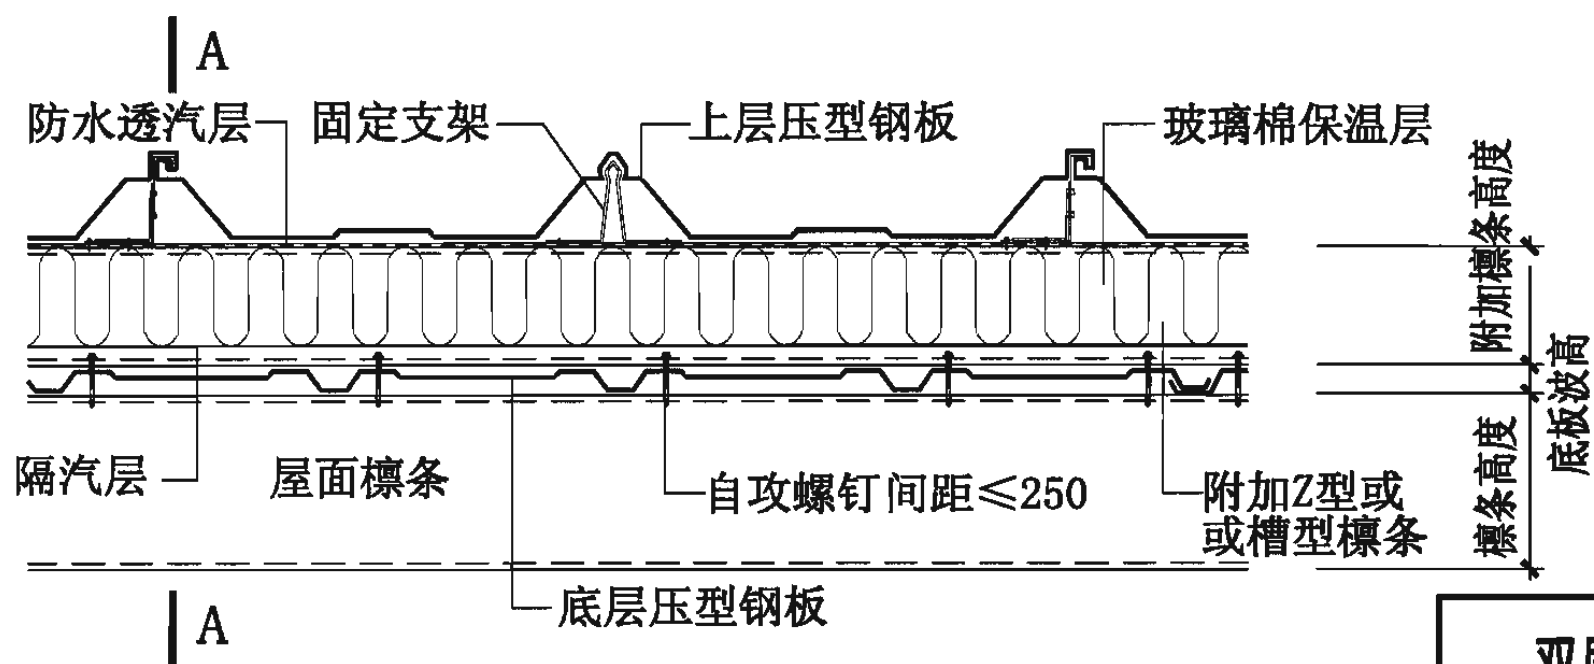 A
防水透汽层
固定支架
上层压型钢板
玻璃棉保温层
附加檩条高度
底板波高
檩条高度
隔汽层
屋面檩条
自攻螺钉间距≤250
附加Z型或
或槽型檩条
底层压型钢板
A